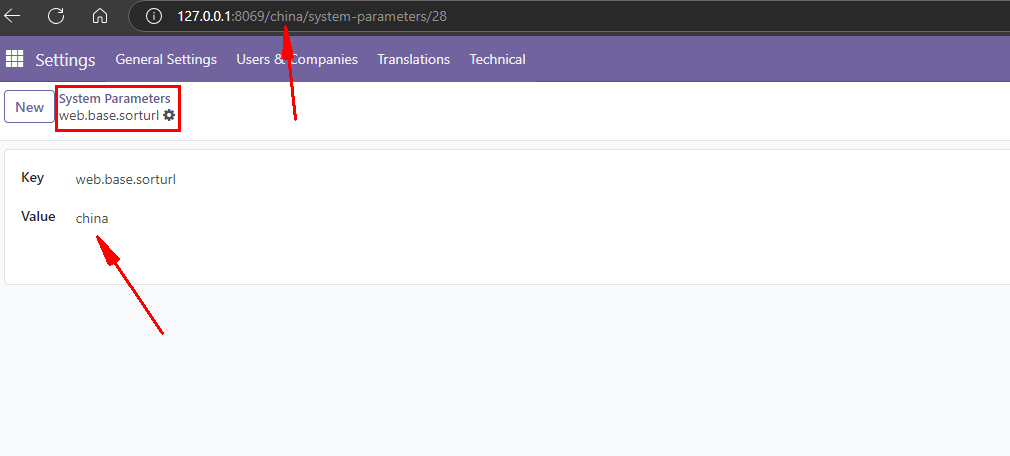 127.0.0.1:8069/china/system-parameters/28
Settings General Settings Users & Companies Translations Technical
New
System Parameters
web.base.sorturl
Key web.base.sorturl
Value china